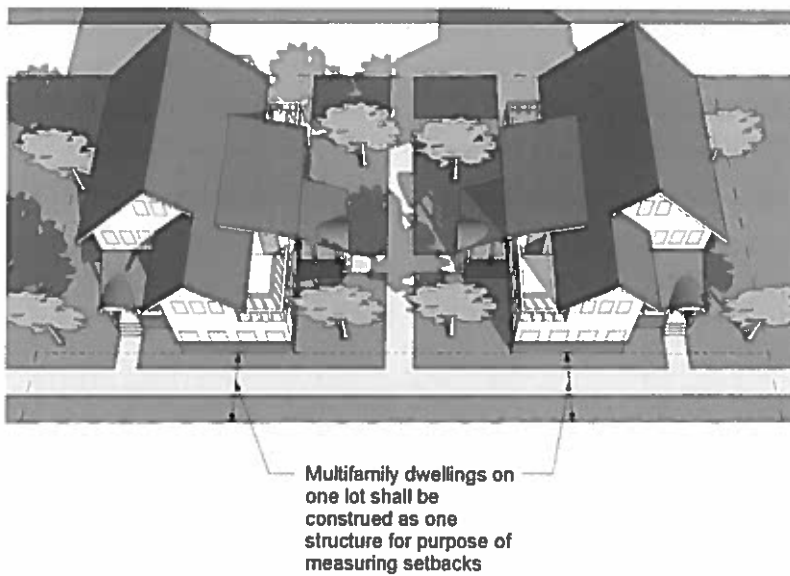 Multifamily dwellings on
one lot shall be
construed as one
structure for purpose of
measuring setbacks